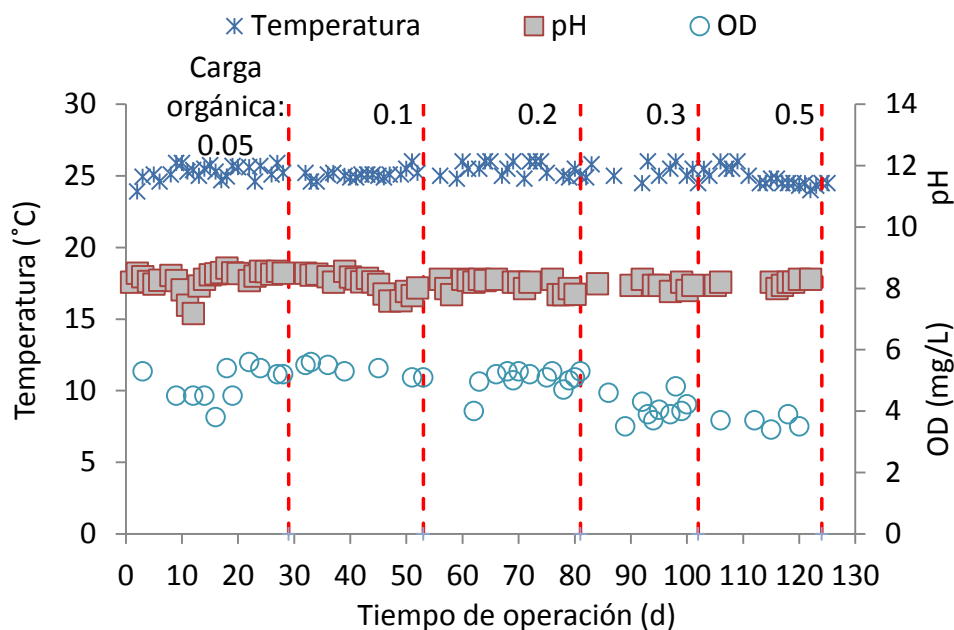 Temperatura pH OD
Carga
orgánica:
0.05 0.1 0.2 0.3 0.5
Temperatura (˚C)
30
25
20
15
10
5
0
pH
OD (mg/L)
14
12
10
8
6
4
2
0
0 10 20 30 40 50 60 70 80 90 100 110 120 130
Tiempo de operación (d)